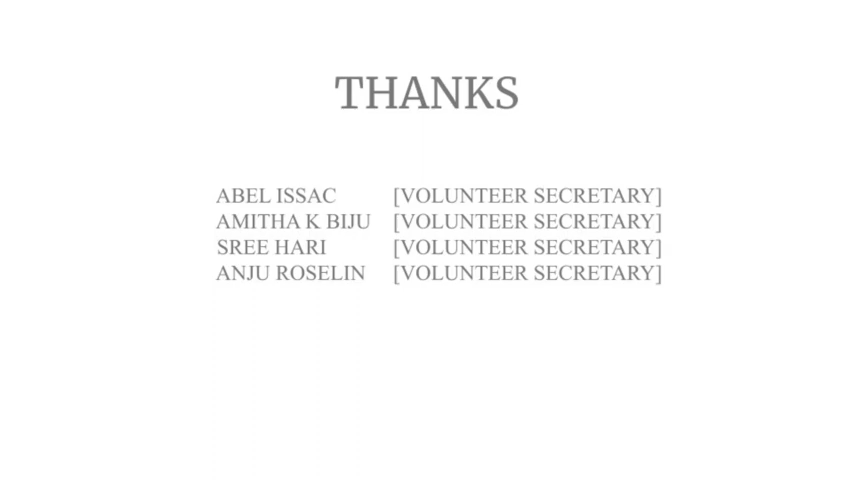 THANKS
ABEL ISSAC [VOLUNTEER SECRETARY]
AMITHA K BIJU [VOLUNTEER SECRETARY]
SREE HARI [VOLUNTEER SECRETARY]
ANJU ROSELIN [VOLUNTEER SECRETARY]